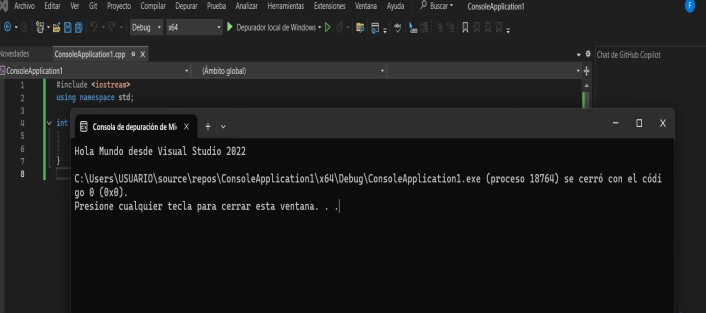 Archivo Editar Ver Git Proyecto Compilar Depurar Prueba Analizar Herramientas Extensiones Ventana Ayuda Buscar ConsoleApplication1 F
Debug x64 Depurador local de Windows
Novedades ConsoleApplication1.cpp X Chat de GitHub Copilot
ConsoleApplication1 (Ámbito global)
1 #include <iostream>
2 using namespace std;
3
4 int
5
6
7 }
8
Consola de depuración de Mi X + 
Hola Mundo desde Visual Studio 2022
C:\Users\USUARIO\source\repos\ConsoleApplication1\x64\Debug\ConsoleApplication1.exe (proceso 18764) se cerró con el códi
go 0 (0x0).
Presione cualquier tecla para cerrar esta ventana. . .